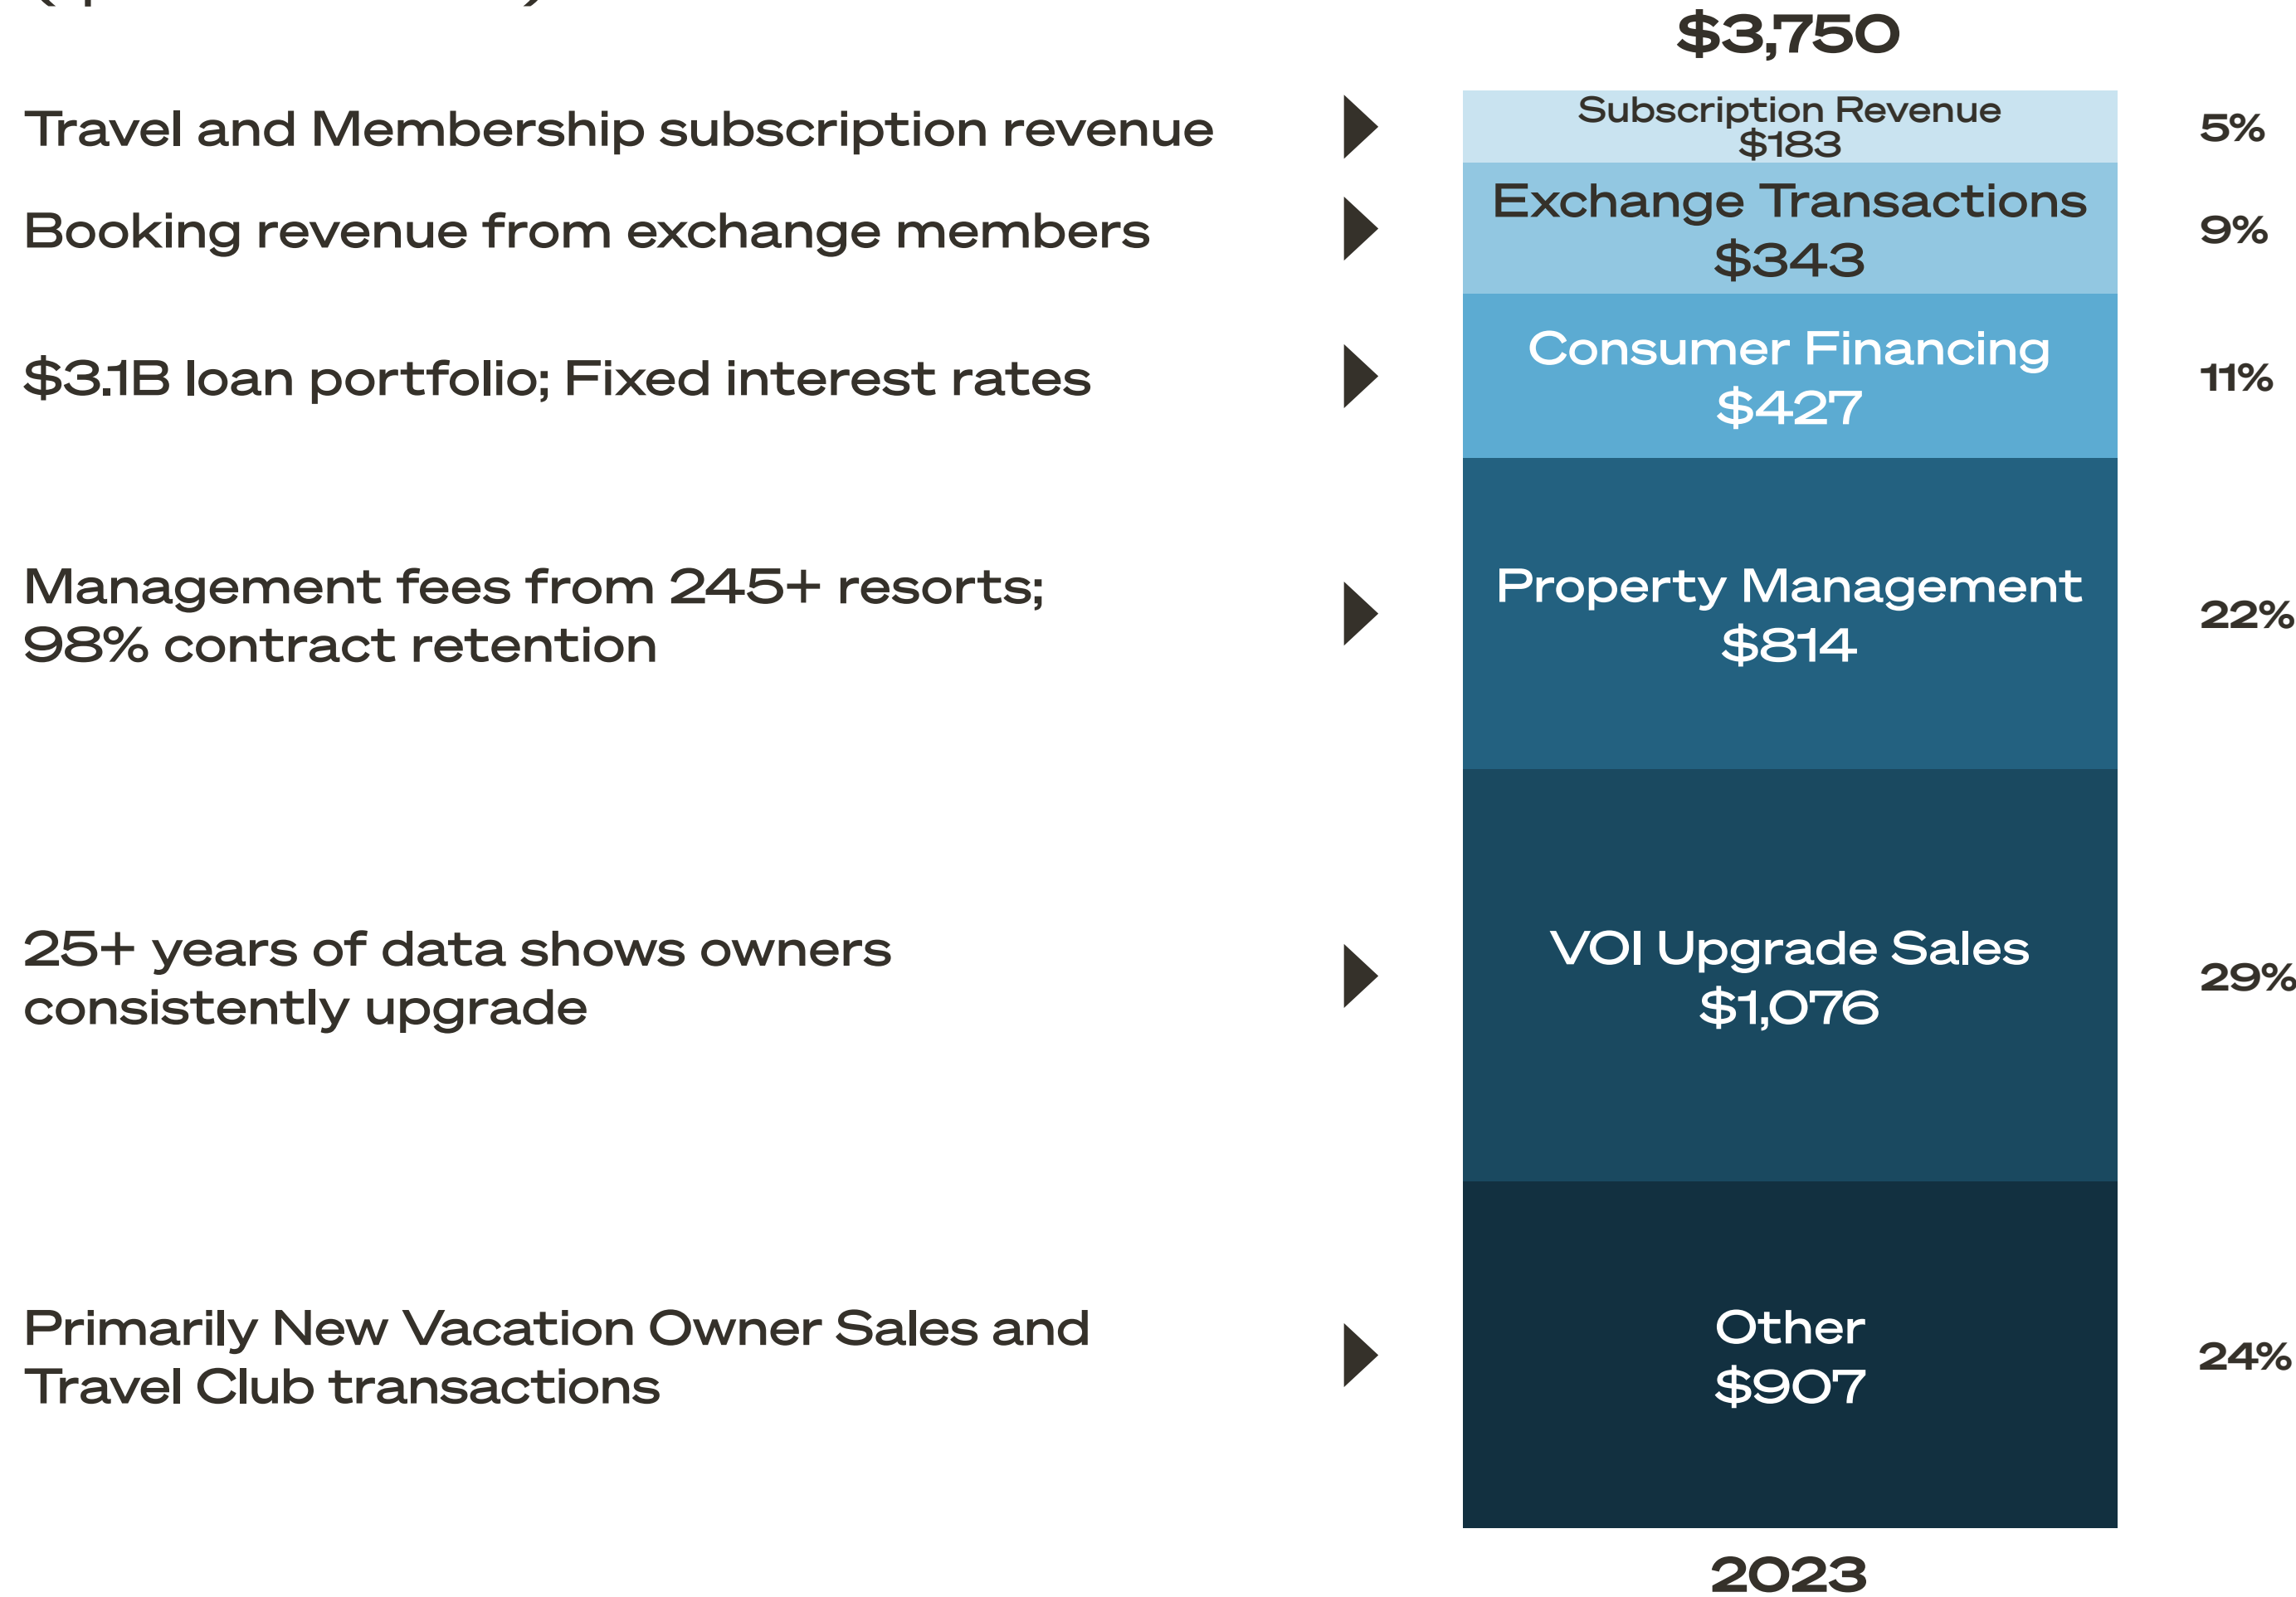 $3,750
Travel and Membership subscription revenue
Subscription Revenue
$183
5%
Booking revenue from exchange members
Exchange Transactions
$343
9%
$3.1B loan portfolio; Fixed interest rates
Consumer Financing
$427
11%
Management fees from 245+ resorts;
98% contract retention
Property Management
$814
22%
25+ years of data shows owners
consistently upgrade
VOI Upgrade Sales
$1,076
29%
Primarily New Vacation Owner Sales and
Travel Club transactions
Other
$907
24%
2023